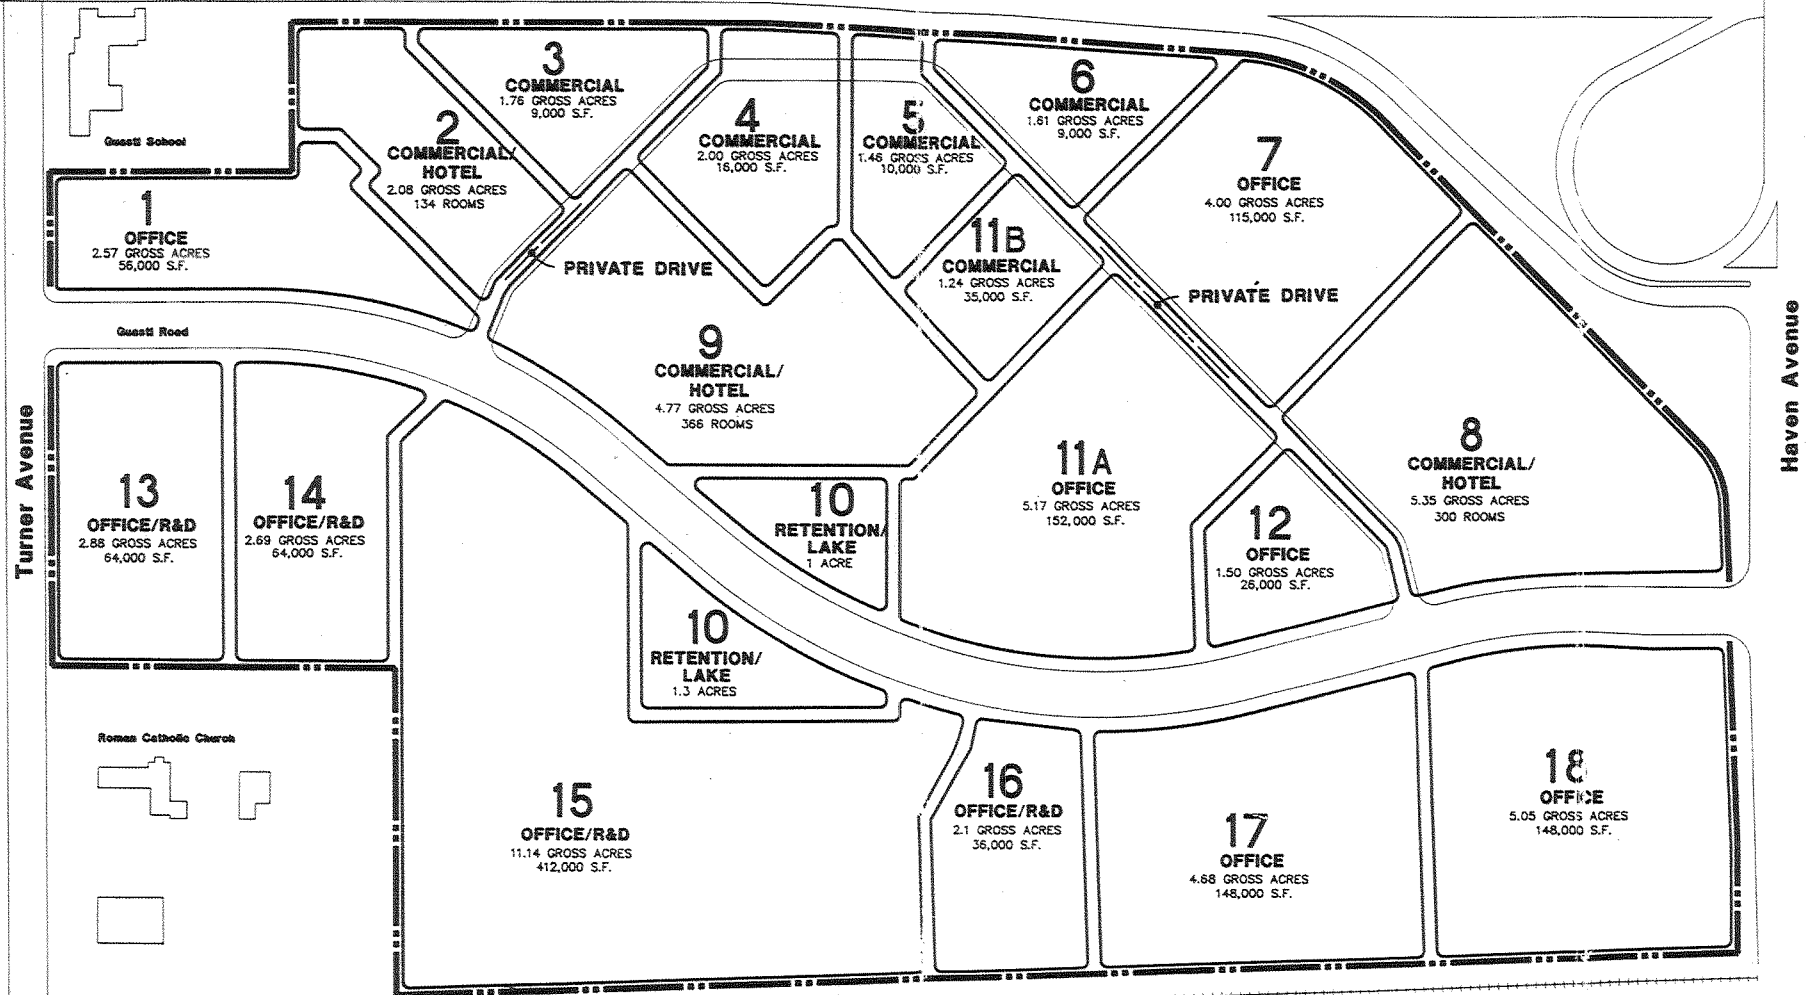 Guasti School
1
OFFICE
2.57 GROSS ACRES
56,000 S.F.
2
COMMERCIAL/
HOTEL
2.08 GROSS ACRES
134 ROOMS
3
COMMERCIAL
1.76 GROSS ACRES
9,000 S.F.
4
COMMERCIAL
2.00 GROSS ACRES
16,000 S.F.
5
COMMERCIAL
1.46 GROSS ACRES
10,000 S.F.
6
COMMERCIAL
1.61 GROSS ACRES
9,000 S.F.
7
OFFICE
4.00 GROSS ACRES
115,000 S.F.
PRIVATE DRIVE
11B
COMMERCIAL
1.24 GROSS ACRES
35,000 S.F.
PRIVATE DRIVE
Guasti Road
9
COMMERCIAL/
HOTEL
4.77 GROSS ACRES
366 ROOMS
8
COMMERCIAL/
HOTEL
5.35 GROSS ACRES
300 ROOMS
Haven Avenue
Turner Avenue
13
OFFICE/R&D
2.88 GROSS ACRES
64,000 S.F.
14
OFFICE/R&D
2.69 GROSS ACRES
64,000 S.F.
10
RETENTION/
LAKE
1 ACRE
11A
OFFICE
5.17 GROSS ACRES
152,000 S.F.
12
OFFICE
1.50 GROSS ACRES
26,000 S.F.
10
RETENTION/
LAKE
1.3 ACRES
Roman Catholic Church
15
OFFICE/R&D
11.14 GROSS ACRES
412,000 S.F.
16
OFFICE/R&D
2.1 GROSS ACRES
36,000 S.F.
17
OFFICE
4.68 GROSS ACRES
148,000 S.F.
18
OFFICE
5.05 GROSS ACRES
148,000 S.F.